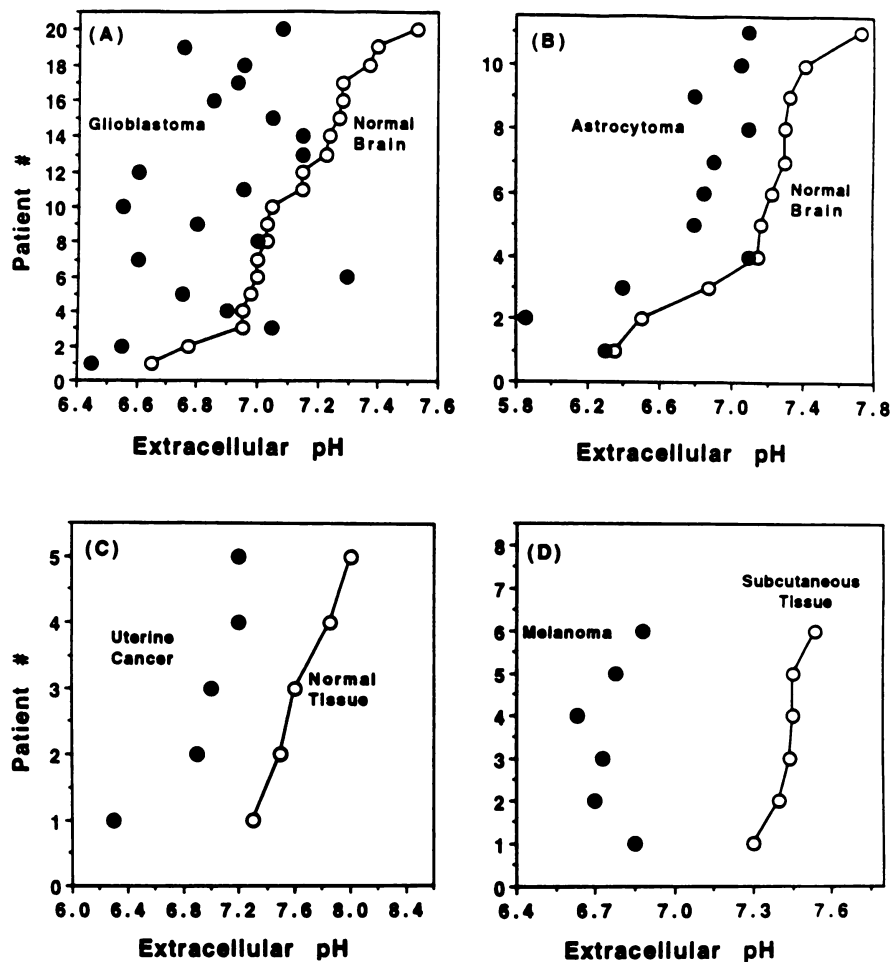 (A)
20
18
16
14
12
10
8
6
4
2
0
Patient #
Glioblastoma
Normal
Brain
6.4 6.6 6.8 7.0 7.2 7.4 7.6
Extracellular pH
(B)
10
8
6
4
2
0
Astrocytoma
Normal
Brain
5.8 6.2 6.6 7.0 7.4 7.8
Extracellular pH
(C)
5
4
3
2
1
0
Patient #
Uterine
Cancer
Normal
Tissue
6.0 6.4 6.8 7.2 7.6 8.0 8.4
Extracellular pH
(D)
8
7
6
5
4
3
2
1
0
Subcutaneous
Tissue
Melanoma
6.4 6.7 7.0 7.3 7.6
Extracellular pH